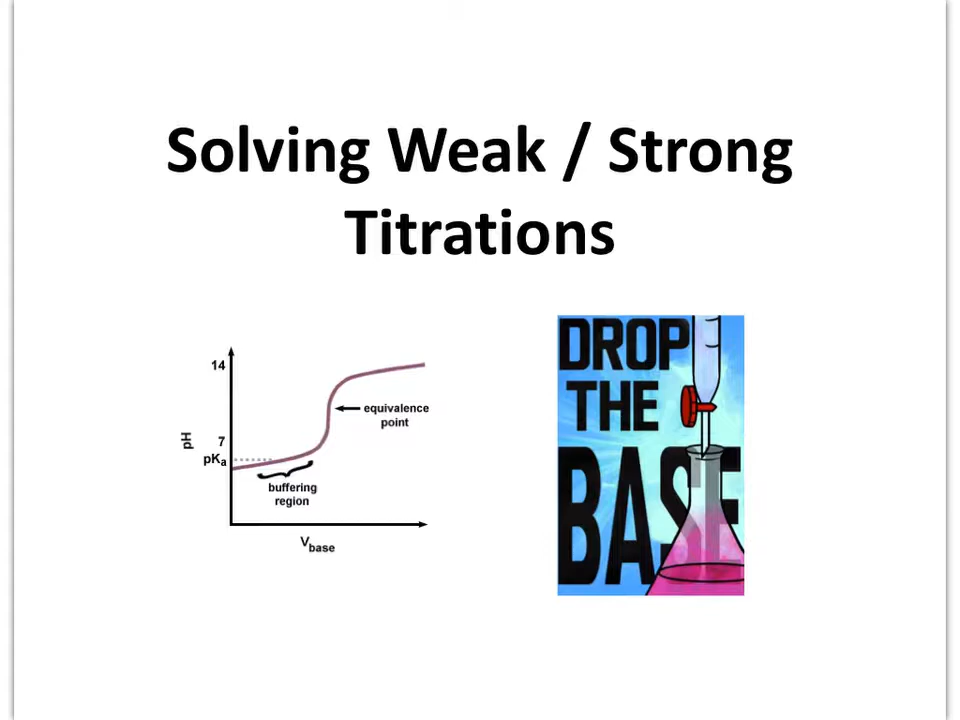 Solving Weak / Strong
Titrations
14
7
pH
pKa
equivalence
point
buffering
region
Vbase
DROP
THE
BASE